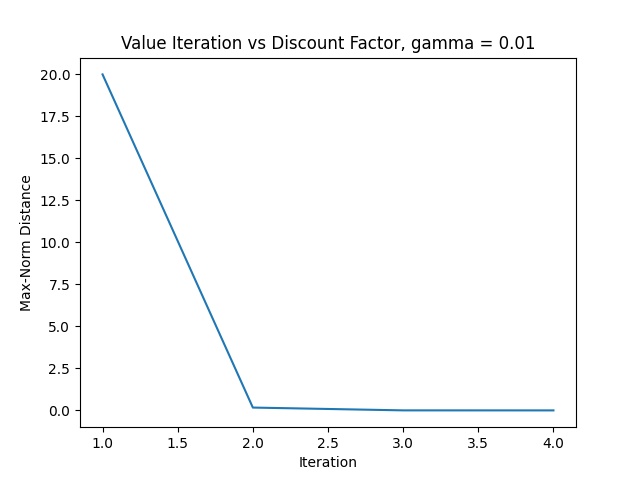 Value Iteration vs Discount Factor, gamma = 0.01
20.0
17.5
15.0
12.5
10.0
7.5
5.0
2.5
0.0
Max-Norm Distance
1.0 1.5 2.0 2.5 3.0 3.5 4.0
Iteration